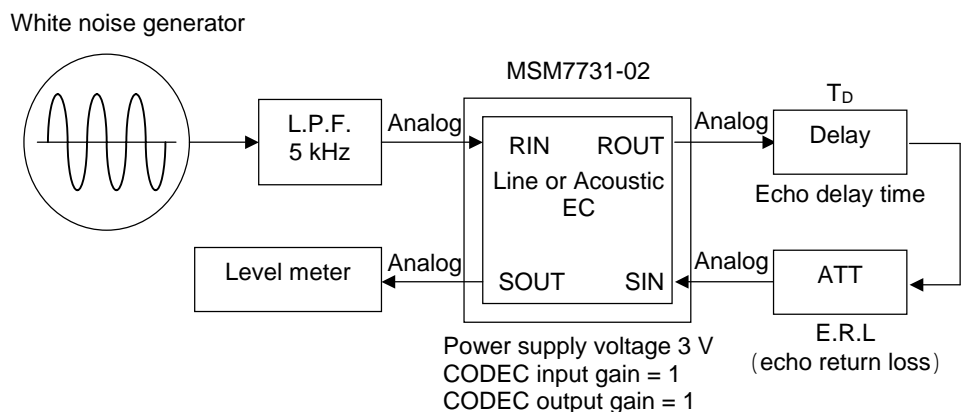 White noise generator
MSM7731-02
L.P.F.
5 kHz
Analog
RIN
ROUT
Line or Acoustic
EC
Analog
TD
Delay
Echo delay time
Level meter
Analog
SOUT
SIN
Analog
ATT
E.R.L
(echo return loss)
Power supply voltage 3 V
CODEC input gain = 1
CODEC output gain = 1